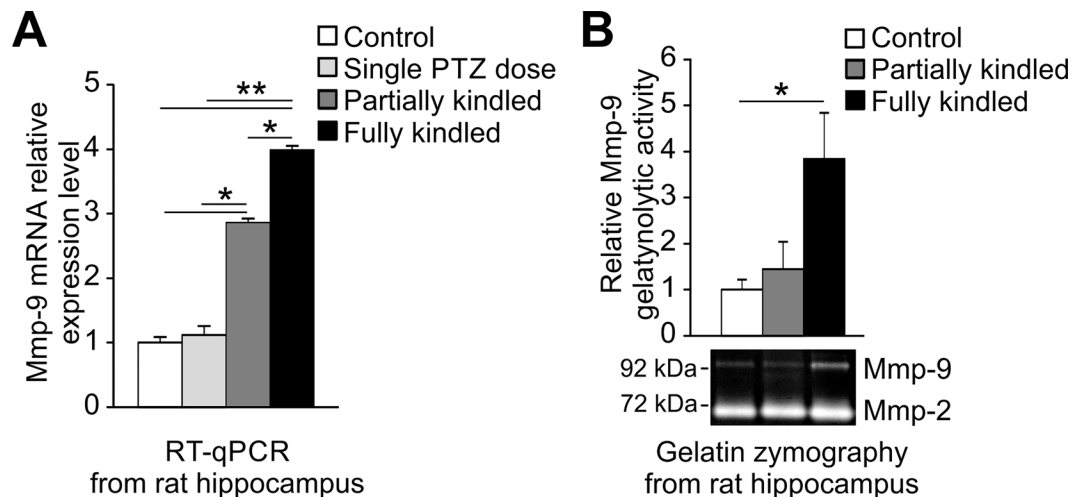 A
Control
Single PTZ dose
Partially kindled
Fully kindled
Mmp-9 mRNA relative
expression level
5
4
3
2
1
0
**
*
*
RT-qPCR
from rat hippocampus
B
Control
Partially kindled
Fully kindled
Relative Mmp-9
gelatynolytic activity
6
5
4
3
2
1
0
*
92 kDa-
Mmp-9
72 kDa-
Mmp-2
Gelatin zymography
from rat hippocampus